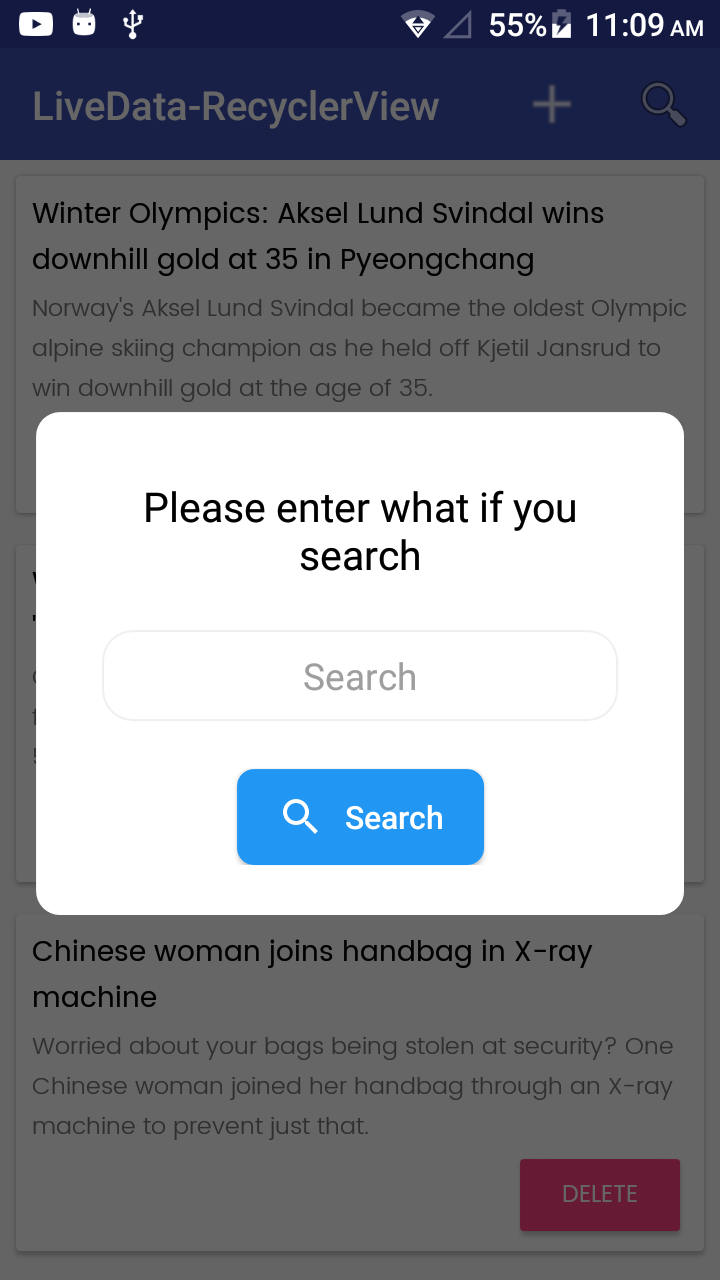 55% 11:09 AM
LiveData-RecyclerView
Winter Olympics: Aksel Lund Svindal wins
downhill gold at 35 in Pyeongchang
Norway's Aksel Lund Svindal became the oldest Olympic
alpine skiing champion as he held off Kjetil Jansrud to
win downhill gold at the age of 35.
Please enter what if you
search
Search
Search
Chinese woman joins handbag in X-ray
machine
Worried about your bags being stolen at security? One
Chinese woman joined her handbag through an X-ray
machine to prevent just that.
DELETE